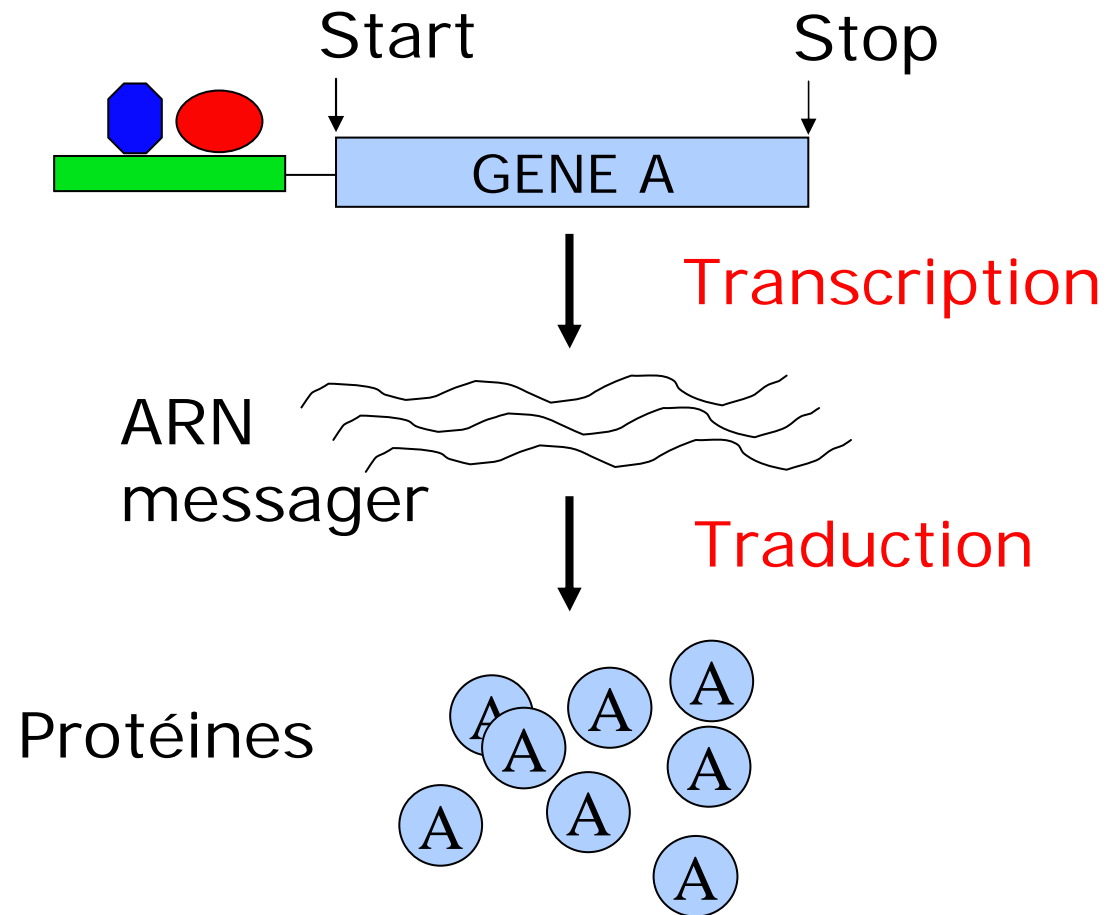 Start
Stop
GENE A
Transcription
ARN
messager
Traduction
Protéines
A
A
A
A
A
A
A
A